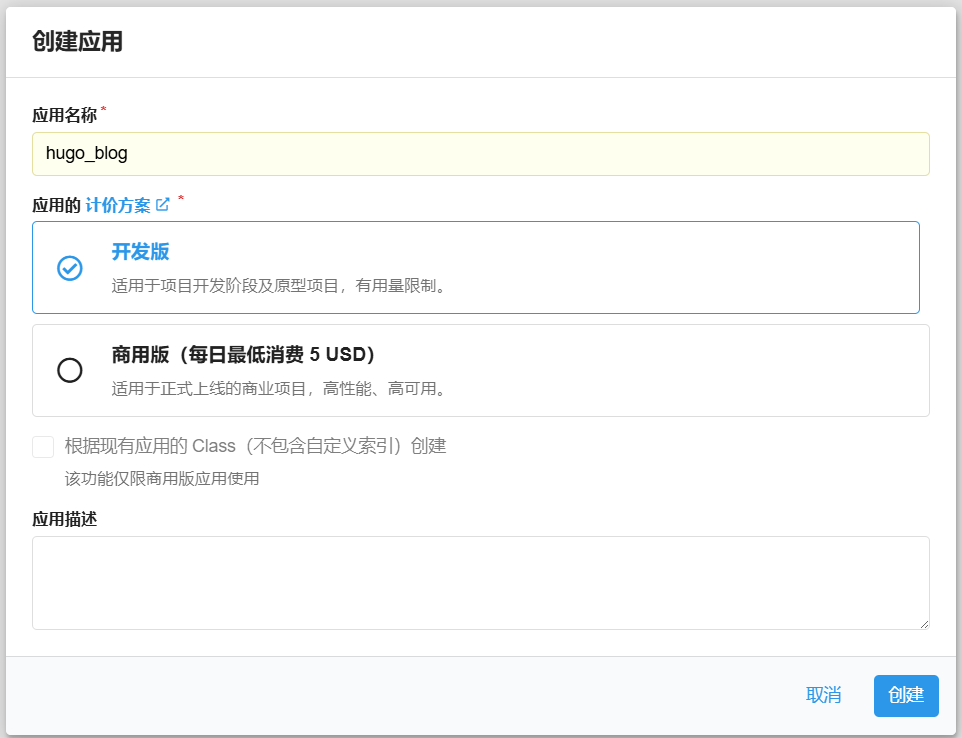 创建应用
应用名称 *
hugo_blog
应用的 计价方案 *
开发版
适用于项目开发阶段及原型项目，有用量限制。
商用版（每日最低消费 5 USD）
适用于正式上线的商业项目，高性能、高可用。
根据现有应用的 Class（不包含自定义索引）创建
该功能仅限商用版应用使用
应用描述
取消 创建